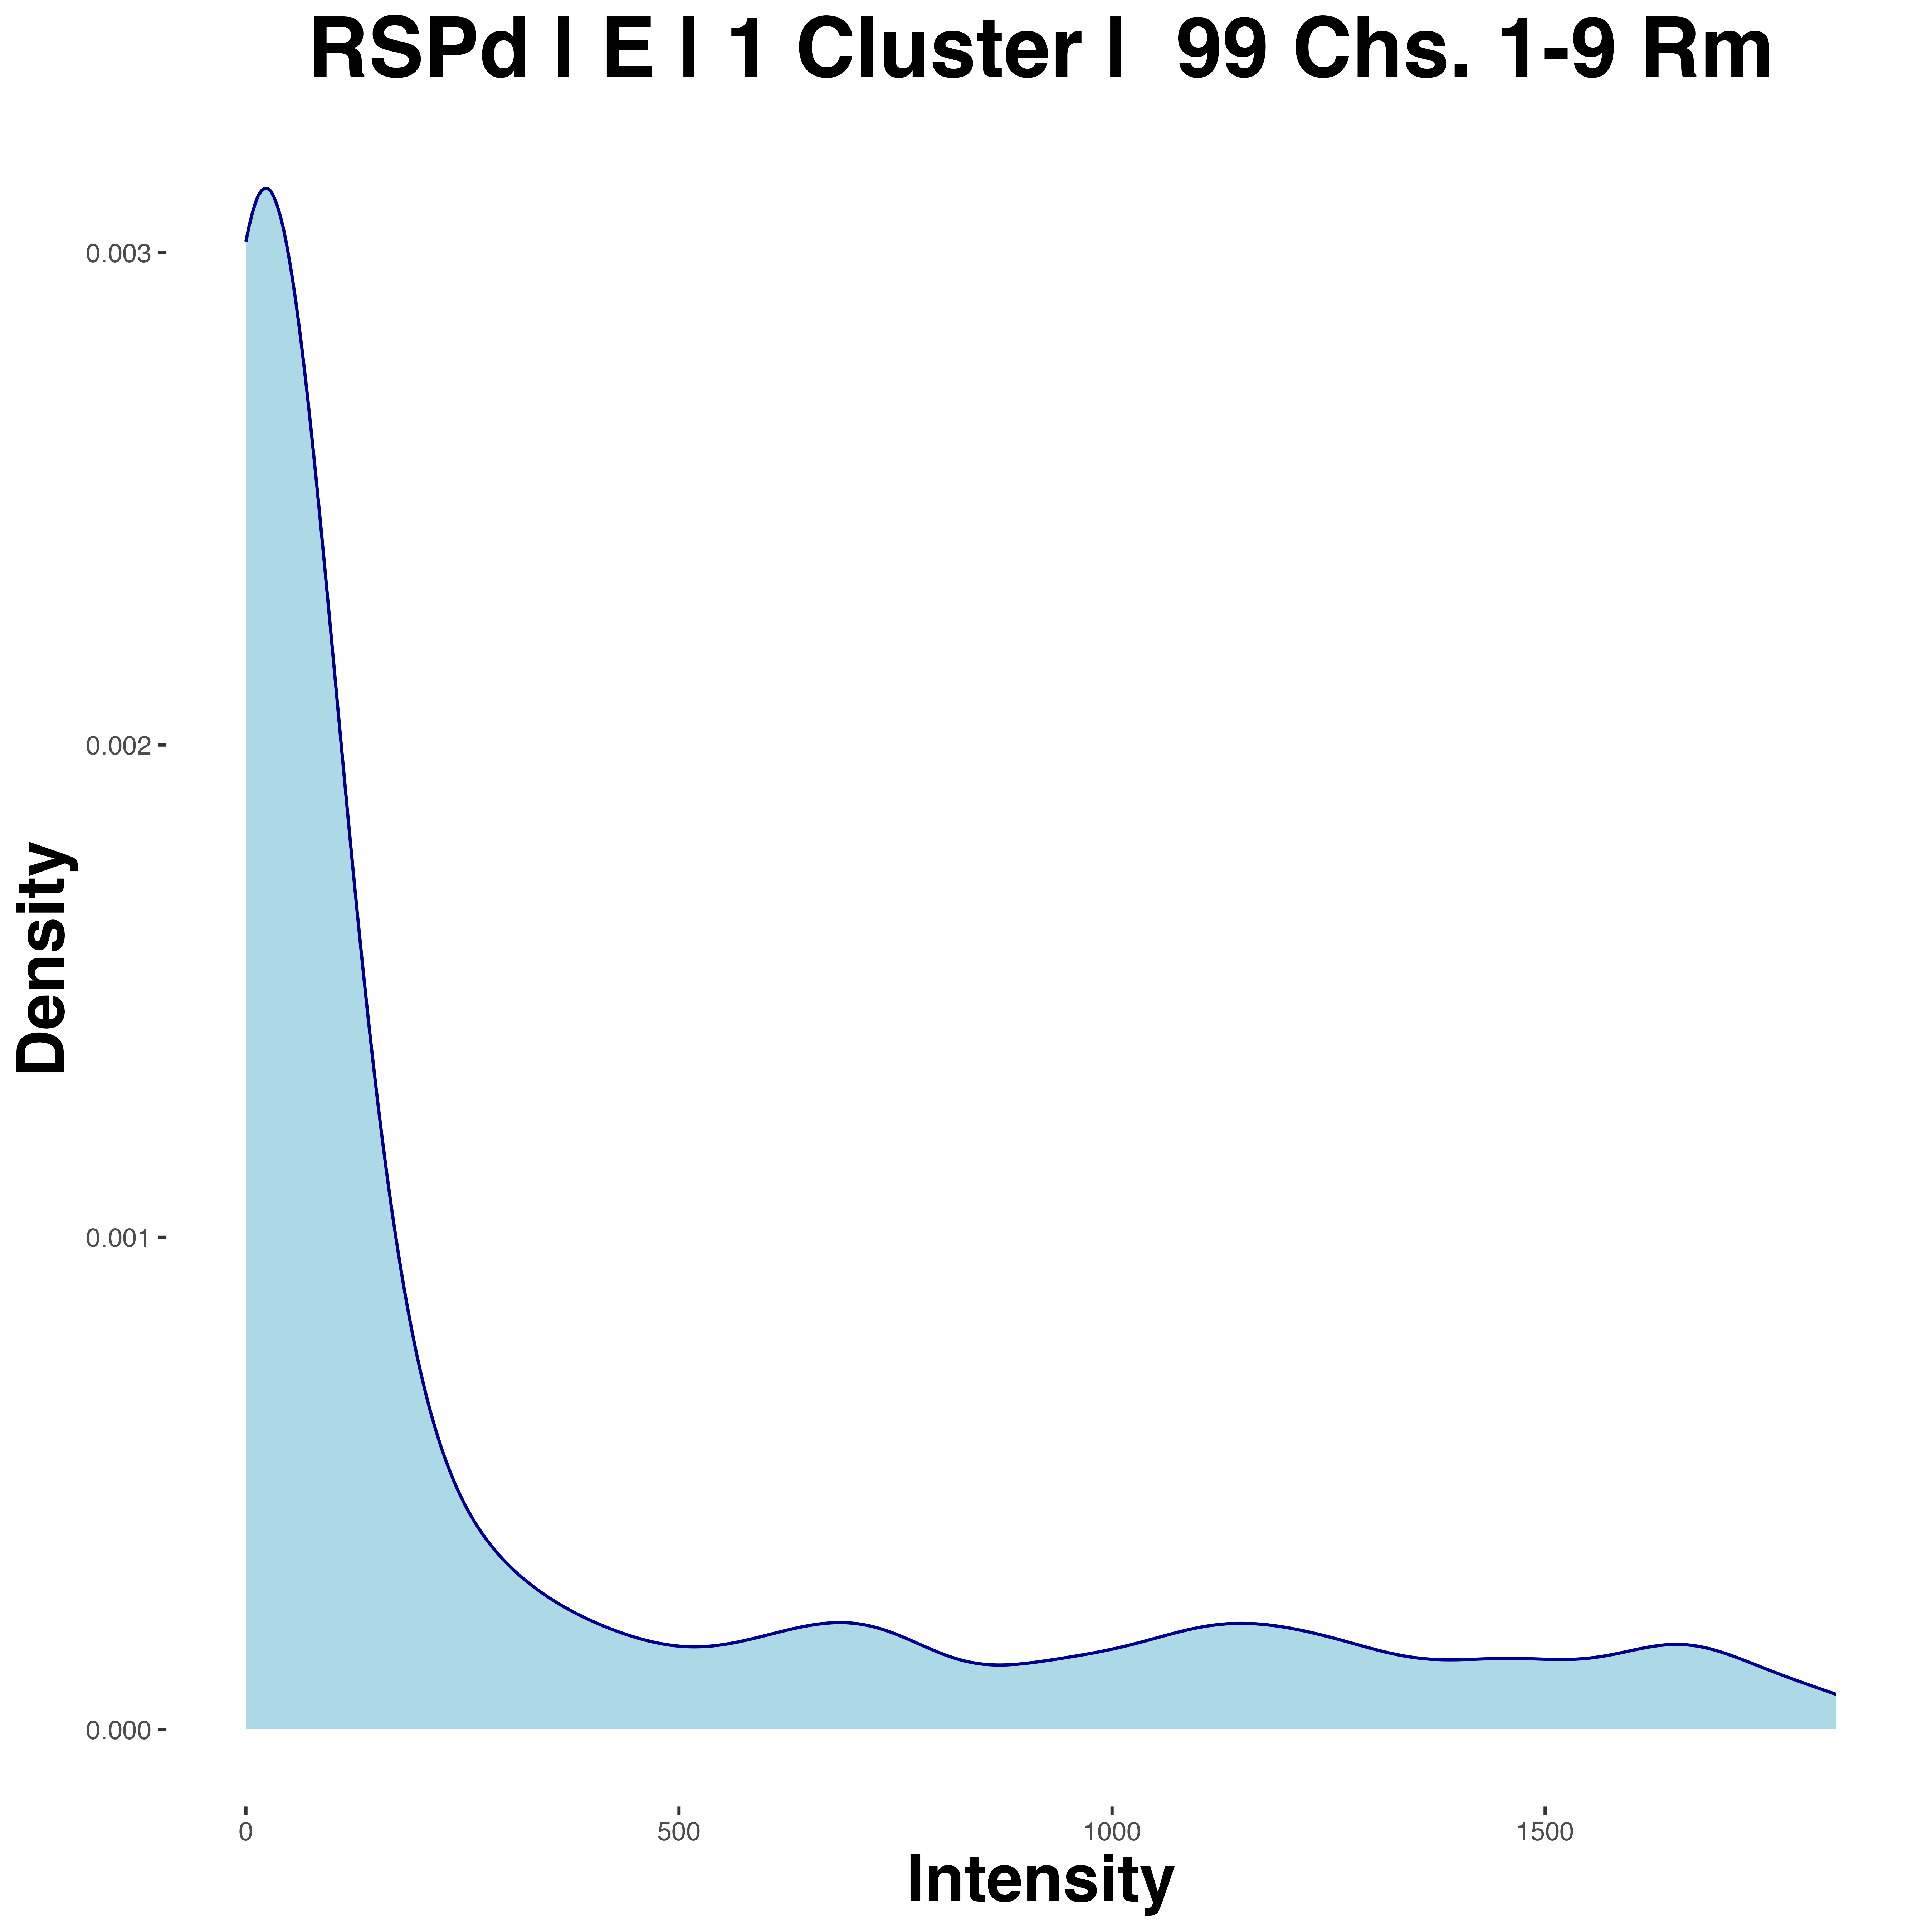 RSPd | E | 1 Cluster |  99 Chs. 1-9 Rm
0.003
0.002
0.001
0.000
Density
0
500
1000
1500
Intensity